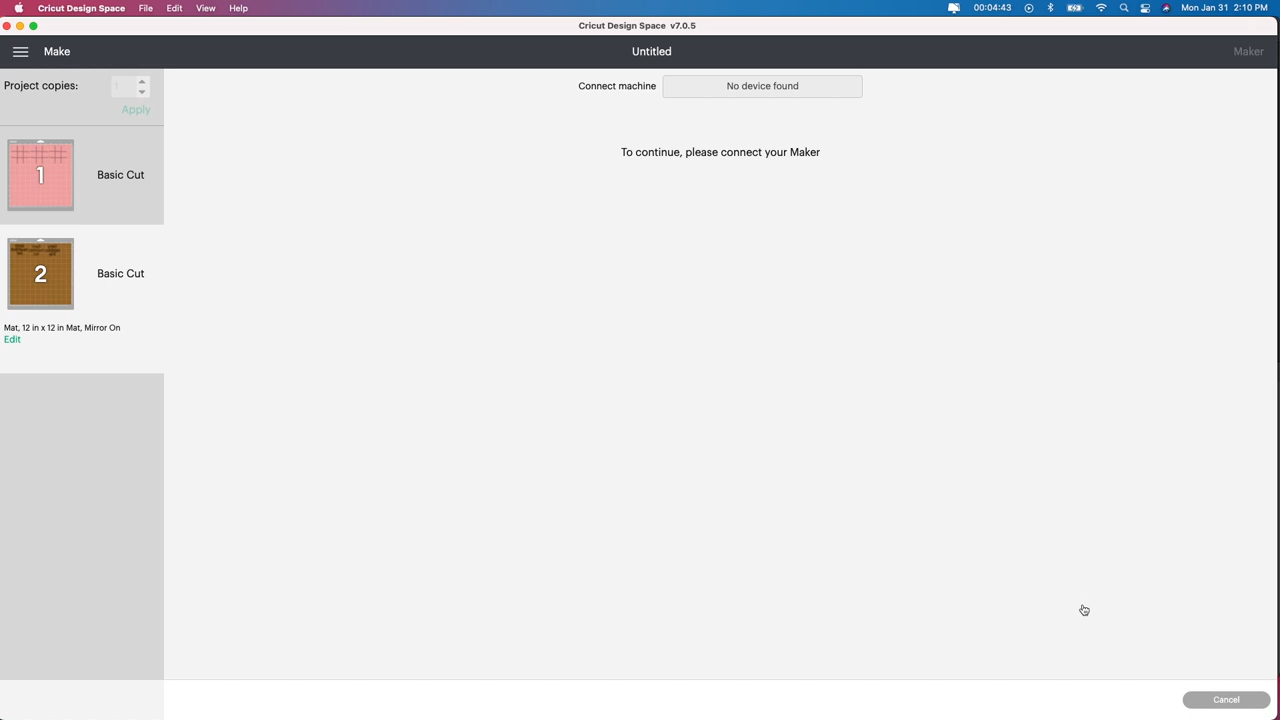 Cricut Design Space File Edit View Help 00:04:43 Mon Jan 31 2:10 PM
Cricut Design Space v7.0.5
Make Untitled Maker
Project copies: 1
Connect machine No device found
Apply
To continue, please connect your Maker
1 Basic Cut
2 Basic Cut
Mat, 12 in x 12 in Mat, Mirror On
Edit
Cancel